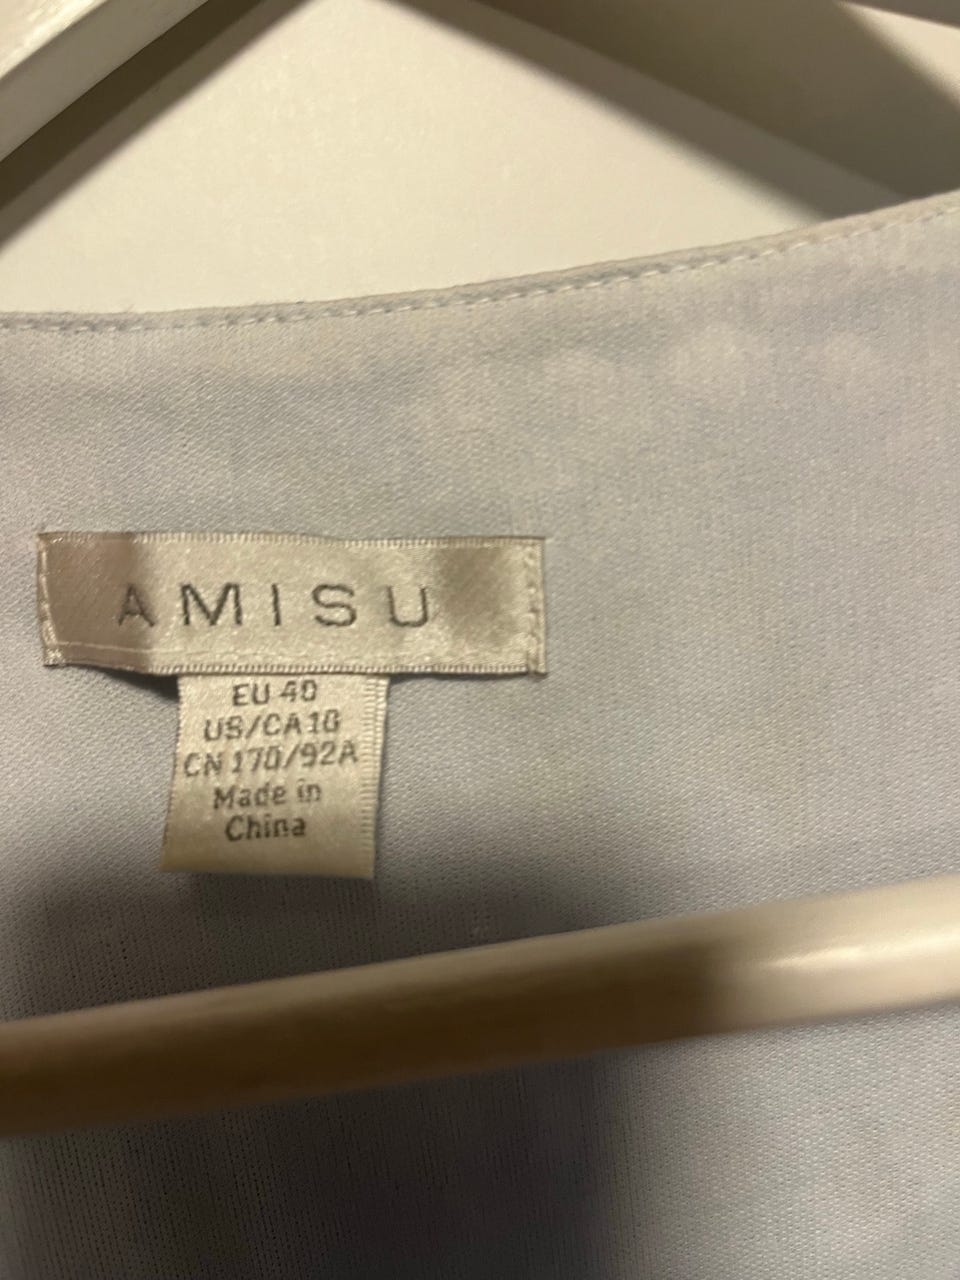 AMISU
EU 40
US/CA 10
CN 170/92A
Made in
China